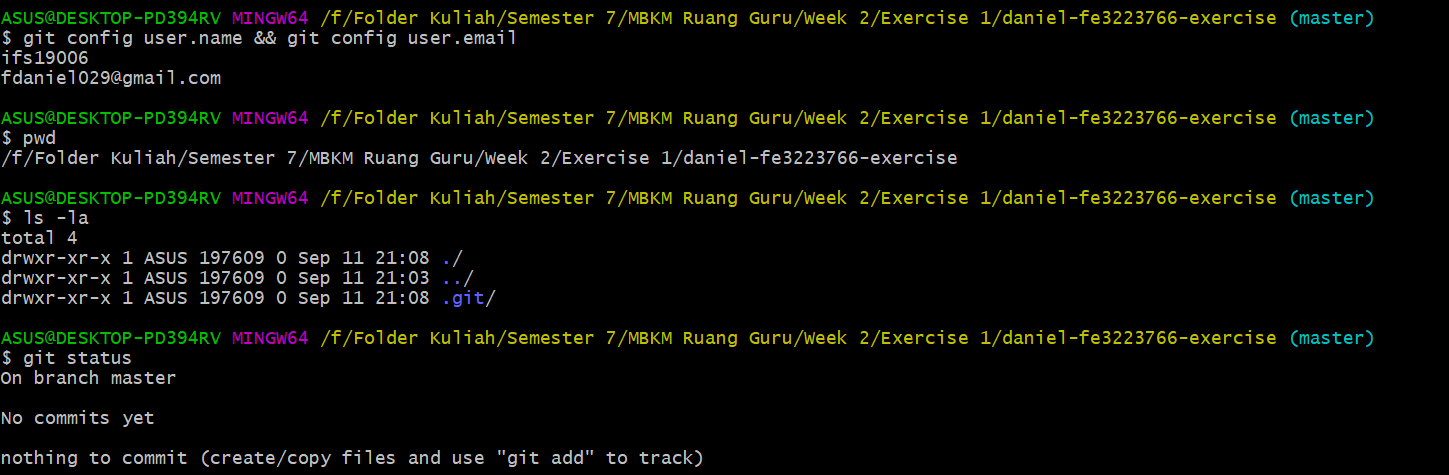 ASUS@DESKTOP-PD394RV MINGW64 /f/Folder Kuliah/Semester 7/MBKM Ruang Guru/Week 2/Exercise 1/daniel-fe3223766-exercise (master)
$ git config user.name && git config user.email
ifs19006
fdaniel029@gmail.com
ASUS@DESKTOP-PD394RV MINGW64 /f/Folder Kuliah/Semester 7/MBKM Ruang Guru/Week 2/Exercise 1/daniel-fe3223766-exercise (master)
$ pwd
/f/Folder Kuliah/Semester 7/MBKM Ruang Guru/Week 2/Exercise 1/daniel-fe3223766-exercise
ASUS@DESKTOP-PD394RV MINGW64 /f/Folder Kuliah/Semester 7/MBKM Ruang Guru/Week 2/Exercise 1/daniel-fe3223766-exercise (master)
$ ls -la
total 4
drwxr-xr-x 1 ASUS 197609 0 Sep 11 21:08 ./
drwxr-xr-x 1 ASUS 197609 0 Sep 11 21:03 ../
drwxr-xr-x 1 ASUS 197609 0 Sep 11 21:08 .git/
ASUS@DESKTOP-PD394RV MINGW64 /f/Folder Kuliah/Semester 7/MBKM Ruang Guru/Week 2/Exercise 1/daniel-fe3223766-exercise (master)
$ git status
On branch master
No commits yet
nothing to commit (create/copy files and use "git add" to track)